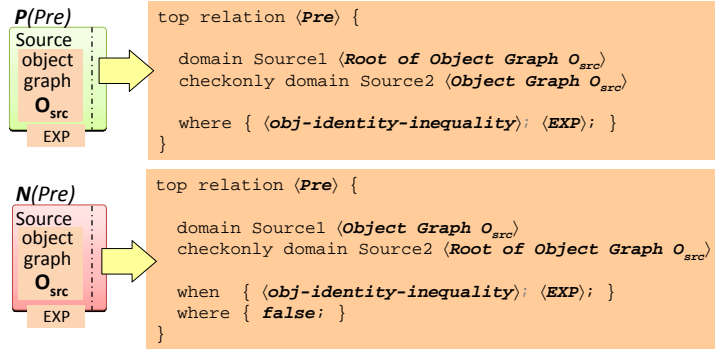 P(Pre)
Source
object
graph
Osrc
EXP
top relation ⟨Pre⟩ {
domain Source1 ⟨Root of Object Graph Osrc⟩
checkonly domain Source2 ⟨Object Graph Osrc⟩
where { ⟨obj-identity-inequality⟩; ⟨EXP⟩; }
}
N(Pre)
Source
object
graph
Osrc
EXP
top relation ⟨Pre⟩ {
domain Source1 ⟨Object Graph Osrc⟩
checkonly domain Source2 ⟨Root of Object Graph Osrc⟩
when { ⟨obj-identity-inequality⟩; ⟨EXP⟩; }
where { false; }
}